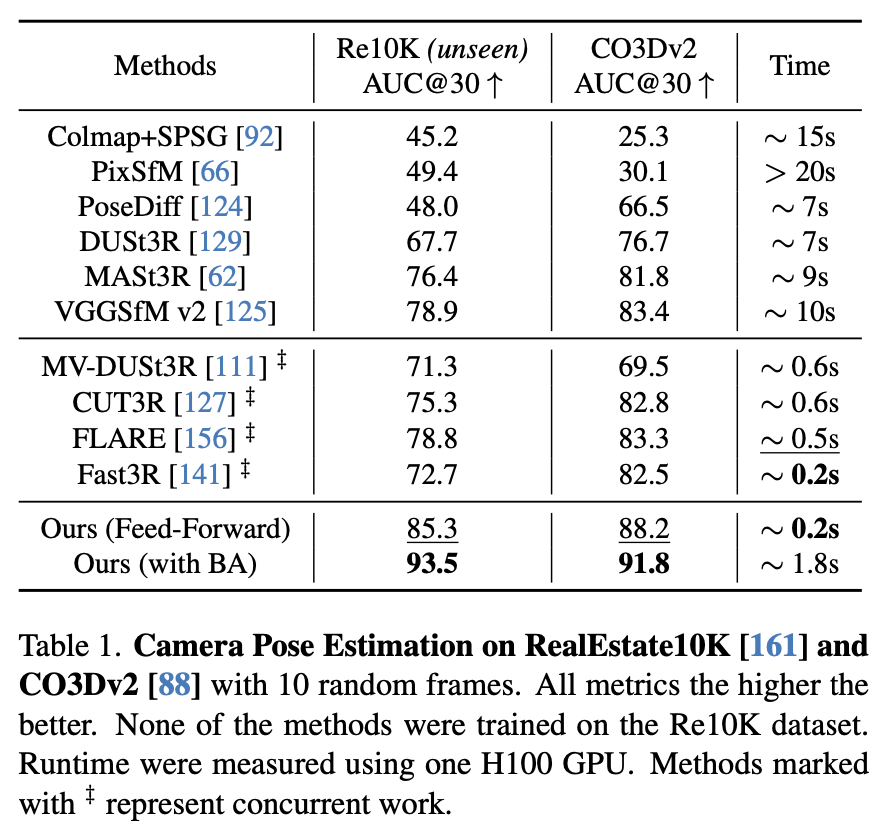 Methods Re10K (unseen) AUC@30 ↑ CO3Dv2 AUC@30 ↑ Time
Colmap+SPSG [92] 45.2 25.3 ∼ 15s
PixSfM [66] 49.4 30.1 > 20s
PoseDiff [124] 48.0 66.5 ∼ 7s
DUSt3R [129] 67.7 76.7 ∼ 7s
MASt3R [62] 76.4 81.8 ∼ 9s
VGGSfM v2 [125] 78.9 83.4 ∼ 10s
MV-DUSt3R [111] ‡ 71.3 69.5 ∼ 0.6s
CUT3R [127] ‡ 75.3 82.8 ∼ 0.6s
FLARE [156] ‡ 78.8 83.3 ∼ 0.5s
Fast3R [141] ‡ 72.7 82.5 ∼ 0.2s
Ours (Feed-Forward) 85.3 88.2 ∼ 0.2s
Ours (with BA) 93.5 91.8 ∼ 1.8s
Table 1. Camera Pose Estimation on RealEstate10K [161] and
CO3Dv2 [88] with 10 random frames. All metrics the higher the
better. None of the methods were trained on the Re10K dataset.
Runtime were measured using one H100 GPU. Methods marked
with ‡ represent concurrent work.